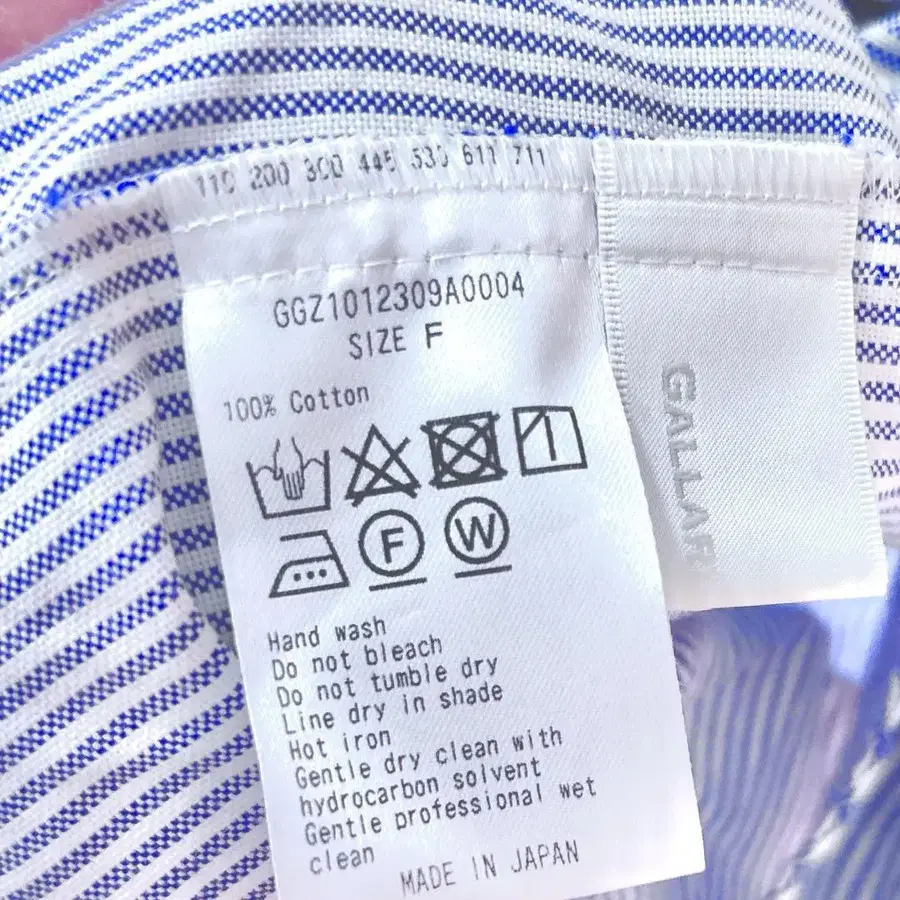 110 200 300 445 530 611 711
GGZ1012309A0004
SIZE F
100% Cotton
F W
Hand wash
Do not bleach
Do not tumble dry
Line dry in shade
Hot iron
Gentle dry clean with
hydrocarbon solvent
Gentle professional wet
clean
MADE IN JAPAN